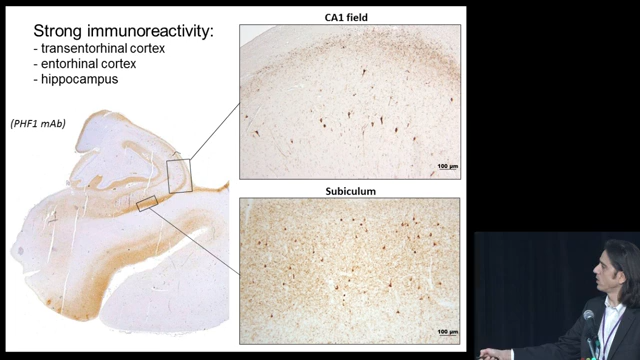 Strong immunoreactivity:
- transentorhinal cortex
- entorhinal cortex
- hippocampus
(PHF1 mAb)
CA1 field
100 µm
Subiculum
100 µm